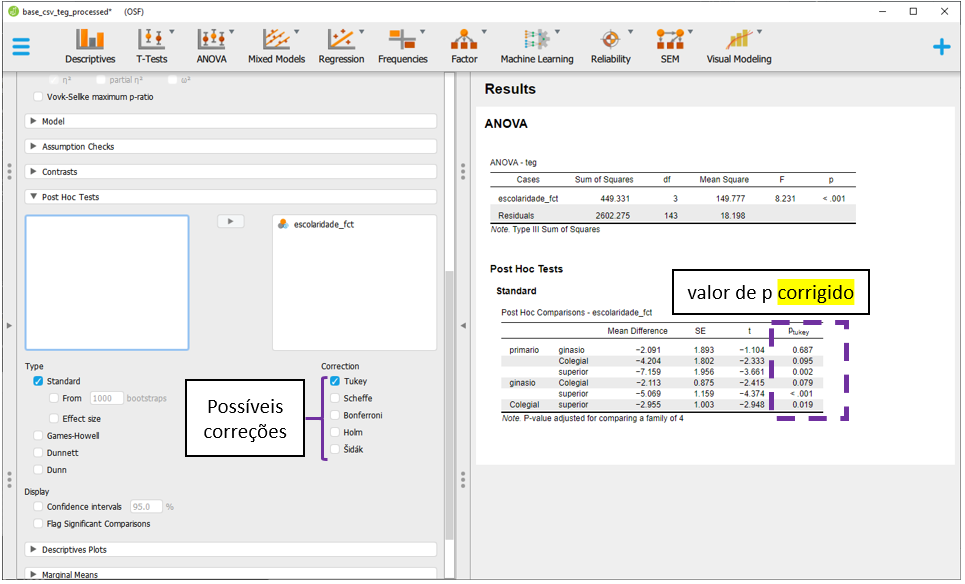 base_csv_teg_processed* (OSF)
Descriptives T-Tests ANOVA Mixed Models Regression Frequencies Factor Machine Learning Reliability SEM Visual Modeling
η² partial η² ω²
Vovk-Sellke maximum p-ratio
Model
Assumption Checks
Contrasts
Post Hoc Tests
escolaridade_fct
Type
Standard
From 1000 bootstraps
Effect size
Games-Howell
Dunnett
Dunn
Correction
Tukey
Scheffe
Bonferroni
Holm
Šidák
Possíveis
correções
Display
Confidence intervals 95.0 %
Flag Significant Comparisons
Descriptives Plots
Marginal Means
Results
ANOVA
ANOVA - teg
Cases Sum of Squares df Mean Square F p
escolaridade_fct 449.331 3 149.777 8.231 < .001
Residuals 2602.275 143 18.198
Note. Type III Sum of Squares
Post Hoc Tests
Standard
valor de p corrigido
Post Hoc Comparisons - escolaridade_fct
Mean Difference SE t ptukey
primario ginasio −2.091 1.893 −1.104 0.687
Colegial −4.204 1.802 −2.333 0.095
superior −7.159 1.956 −3.661 0.002
ginasio Colegial −2.113 0.875 −2.415 0.079
superior −5.069 1.159 −4.374 < .001
Colegial superior −2.955 1.003 −2.948 0.019
Note. P-value adjusted for comparing a family of 4